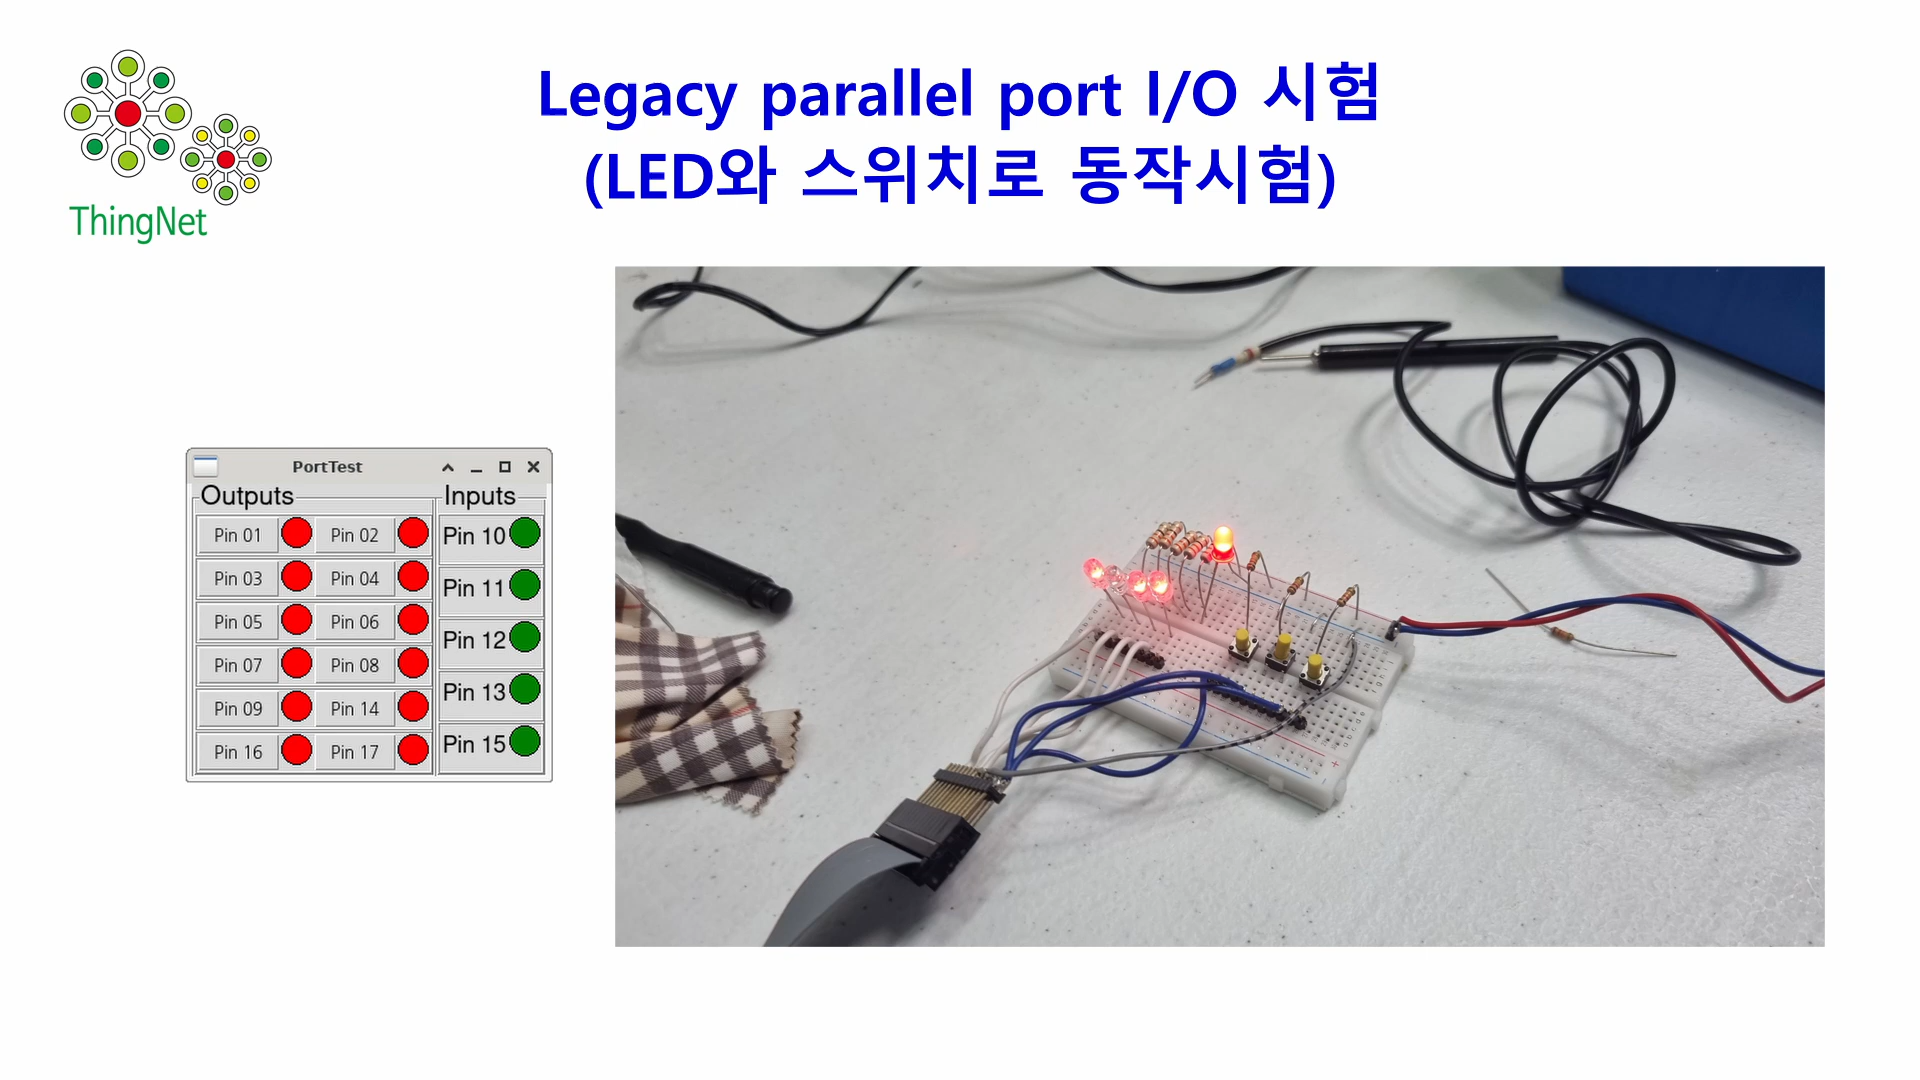 Legacy parallel port I/O 시험
(LED와 스위치로 동작시험)
ThingNet
PortTest
Outputs
Inputs
Pin 01
Pin 02
Pin 10
Pin 03
Pin 04
Pin 11
Pin 05
Pin 06
Pin 12
Pin 07
Pin 08
Pin 13
Pin 09
Pin 14
Pin 15
Pin 16
Pin 17